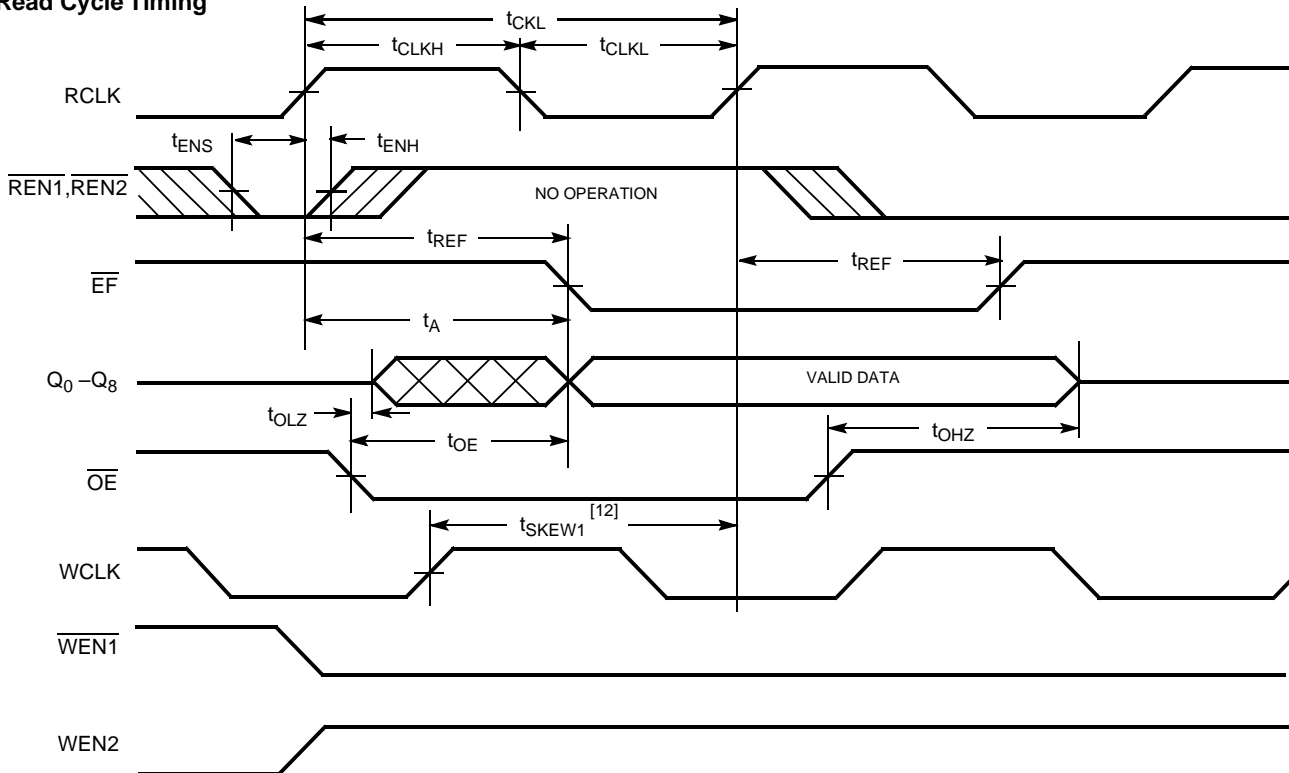 Read Cycle Timing
tCKL
tCLKH
tCLKL
RCLK
tENS
tENH
REN1,REN2
NO OPERATION
tREF
tREF
EF
tA
Q0 –Q8
VALID DATA
tOLZ
tOE
tOHZ
OE
tSKEW1 [12]
WCLK
WEN1
WEN2